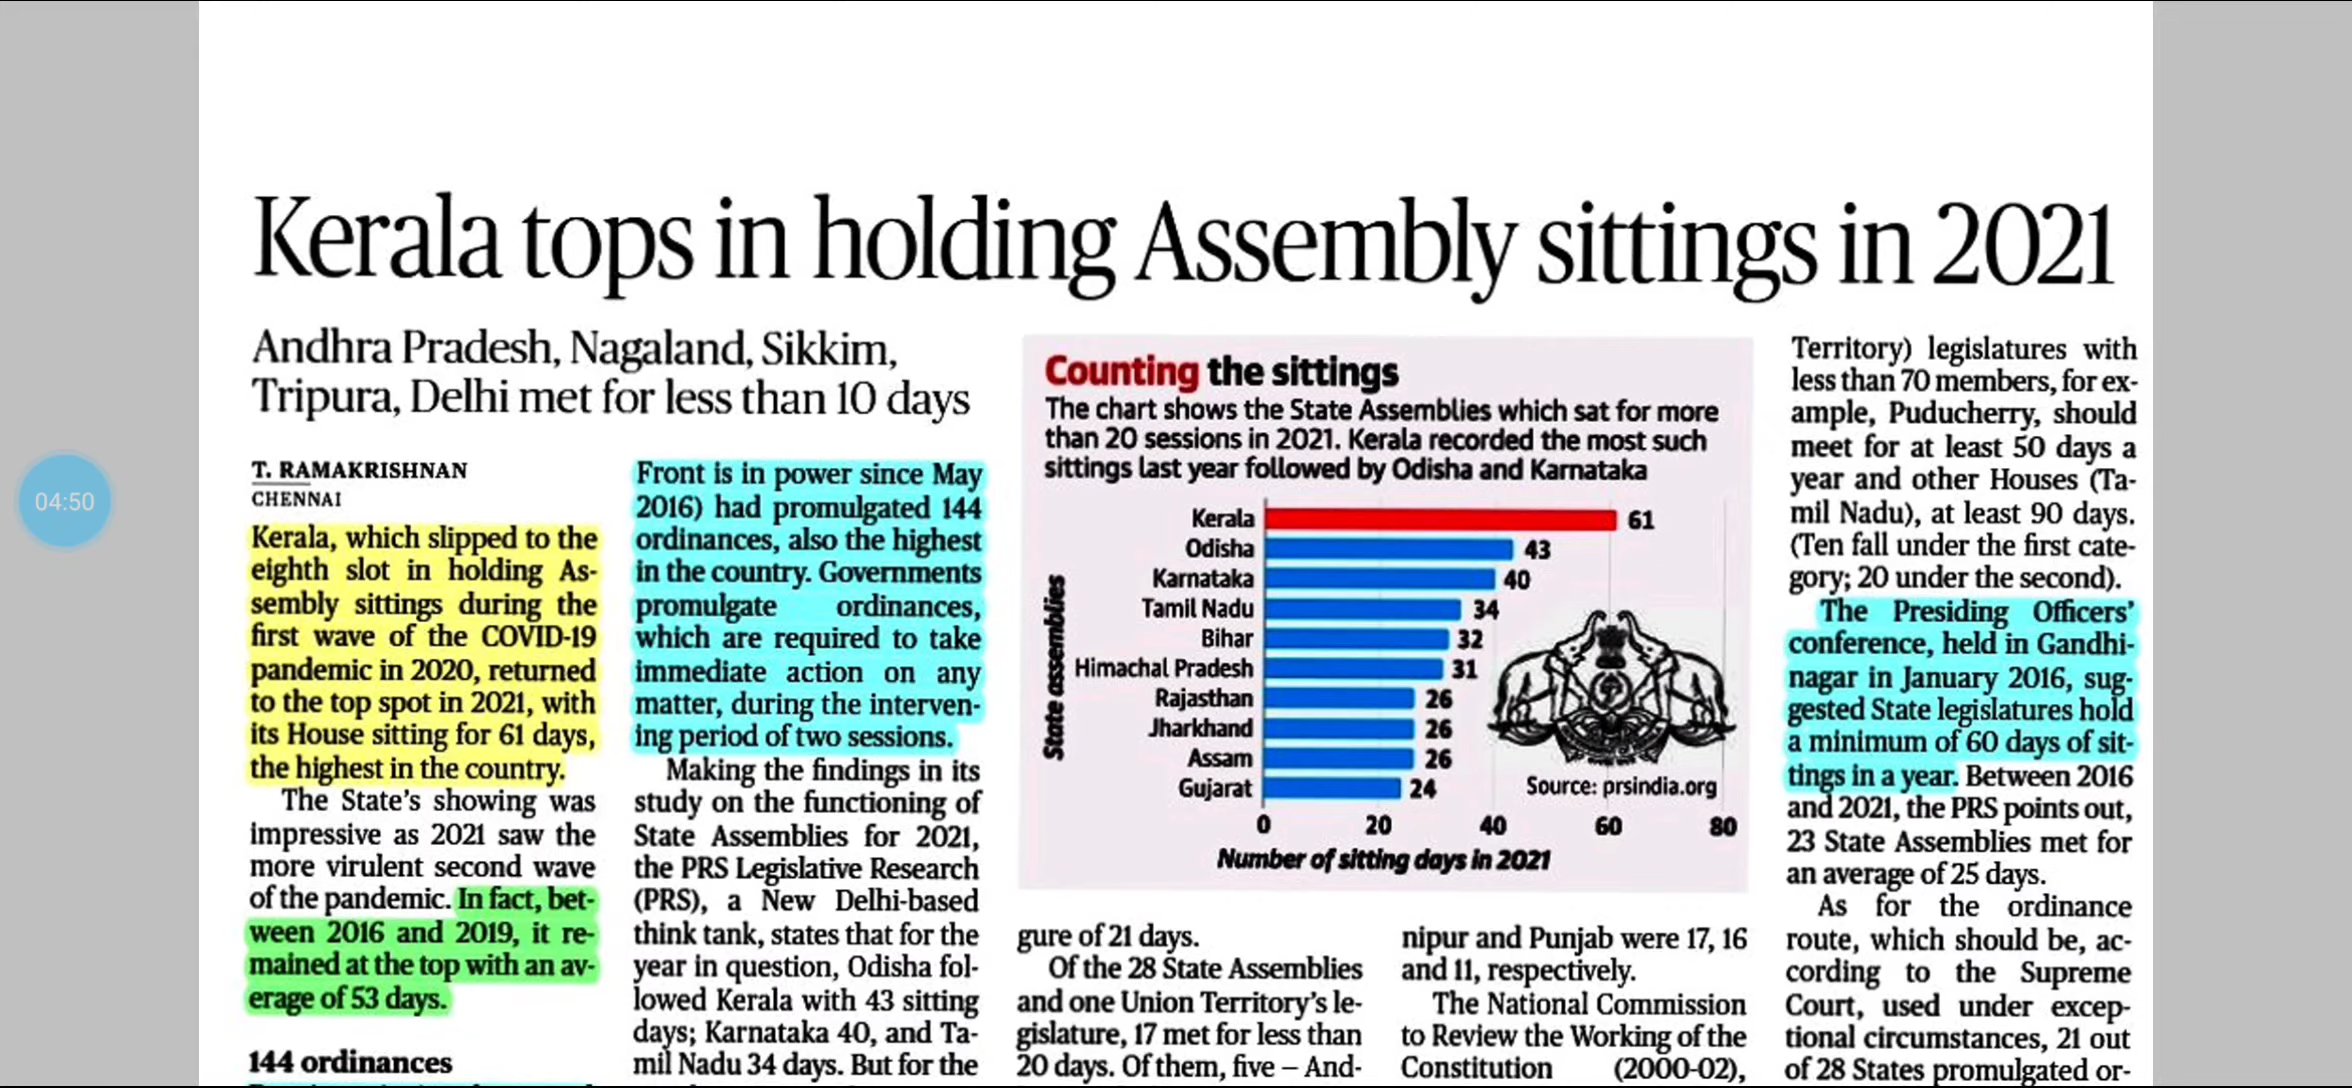 04:50
Kerala tops in holding Assembly sittings in 2021
Andhra Pradesh, Nagaland, Sikkim,
Tripura, Delhi met for less than 10 days
T. RAMAKRISHNAN
CHENNAI
Kerala, which slipped to the
eighth slot in holding As-
sembly sittings during the
first wave of the COVID-19
pandemic in 2020, returned
to the top spot in 2021, with
its House sitting for 61 days,
the highest in the country.
The State's showing was
impressive as 2021 saw the
more virulent second wave
of the pandemic. In fact, bet-
ween 2016 and 2019, it re-
mained at the top with an av-
erage of 53 days.
144 ordinances
Front is in power since May
2016) had promulgated 144
ordinances, also the highest
in the country. Governments
promulgate ordinances,
which are required to take
immediate action on any
matter, during the interven-
ing period of two sessions.
Making the findings in its
study on the functioning of
State Assemblies for 2021,
the PRS Legislative Research
(PRS), a New Delhi-based
think tank, states that for the
year in question, Odisha fol-
lowed Kerala with 43 sitting
days; Karnataka 40, and Ta-
mil Nadu 34 days. But for the
Counting the sittings
The chart shows the State Assemblies which sat for more
than 20 sessions in 2021. Kerala recorded the most such
sittings last year followed by Odisha and Karnataka
State assemblies
Kerala 61
Odisha 43
Karnataka 40
Tamil Nadu 34
Bihar 32
Himachal Pradesh 31
Rajasthan 26
Jharkhand 26
Assam 26
Gujarat 24
Source: prsindia.org
0 20 40 60 80
Number of sitting days in 2021
gure of 21 days.
Of the 28 State Assemblies
and one Union Territory's le-
gislature, 17 met for less than
20 days. Of them, five – And-
nipur and Punjab were 17, 16
and 11, respectively.
The National Commission
to Review the Working of the
Constitution (2000-02),
Territory) legislatures with
less than 70 members, for ex-
ample, Puducherry, should
meet for at least 50 days a
year and other Houses (Ta-
mil Nadu), at least 90 days.
(Ten fall under the first cate-
gory; 20 under the second).
The Presiding Officers'
conference, held in Gandhi-
nagar in January 2016, sug-
gested State legislatures hold
a minimum of 60 days of sit-
tings in a year. Between 2016
and 2021, the PRS points out,
23 State Assemblies met for
an average of 25 days.
As for the ordinance
route, which should be, ac-
cording to the Supreme
Court, used under excep-
tional circumstances, 21 out
of 28 States promulgated or-